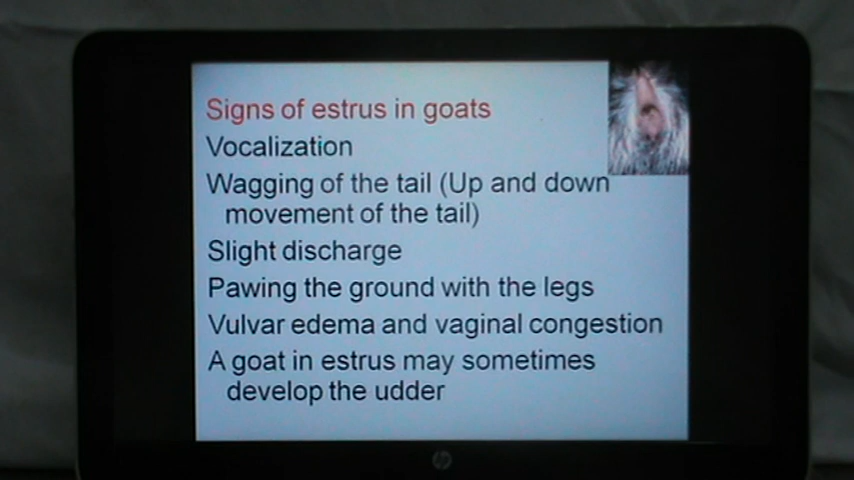 Signs of estrus in goats
Vocalization
Wagging of the tail (Up and down
movement of the tail)
Slight discharge
Pawing the ground with the legs
Vulvar edema and vaginal congestion
A goat in estrus may sometimes
develop the udder
hp